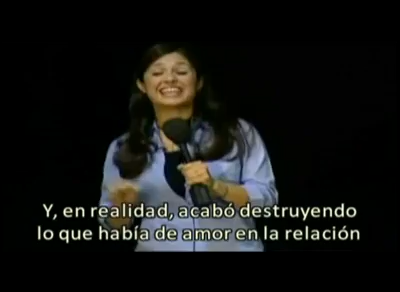 Y, en realidad, acabó destruyendo
lo que había de amor en la relación